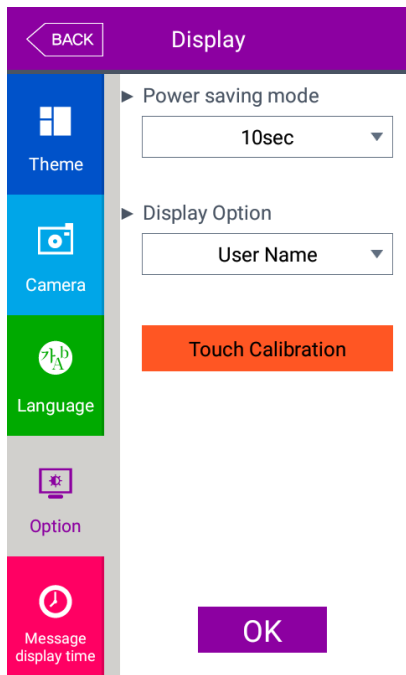 BACK
Display
Theme
Camera
가
b
A
Language
Option
Message
display time
▶ Power saving mode
10sec
▶ Display Option
User Name
Touch Calibration
OK